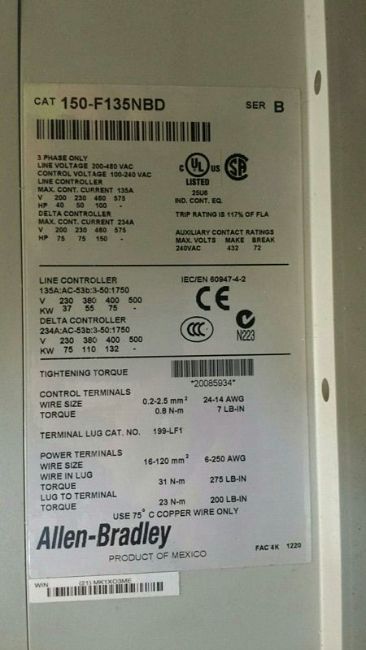 CAT 150-F135NBD SER B
3 PHASE ONLY
LINE VOLTAGE 200-480 VAC
CONTROL VOLTAGE 100-240 VAC
LINE CONTROLLER
MAX. CONT. CURRENT 135A
V 200 230 460 575
HP 40 50 100 -
DELTA CONTROLLER
MAX. CONT. CURRENT 234A
V 200 230 460 575
HP 75 75 150 -
C UL US SA
LISTED
25U6
IND. CONT. EQ.
TRIP RATING IS 117% OF FLA
AUXILIARY CONTACT RATINGS
MAX. VOLTS MAKE BREAK
240VAC 432 72
LINE CONTROLLER
135A:AC-53b:3-50:1750
V 230 380 400 500
KW 37 55 75 -
DELTA CONTROLLER
234A:AC-53b:3-50:1750
V 230 380 400 500
KW 75 110 132 -
IEC/EN 60947-4-2
CE
CCC N223
TIGHTENING TORQUE
*20085934*
CONTROL TERMINALS
WIRE SIZE 0.2-2.5 mm² 24-14 AWG
TORQUE 0.8 N-m 7 LB-IN
TERMINAL LUG CAT. NO. 199-LF1
POWER TERMINALS
WIRE SIZE 16-120 mm² 6-250 AWG
WIRE IN LUG
TORQUE 31 N-m 275 LB-IN
LUG TO TERMINAL
TORQUE 23 N-m 200 LB-IN
USE 75° C COPPER WIRE ONLY
Allen-Bradley
PRODUCT OF MEXICO
FAC 4K 1220
WIN (21) MK1XO3ME